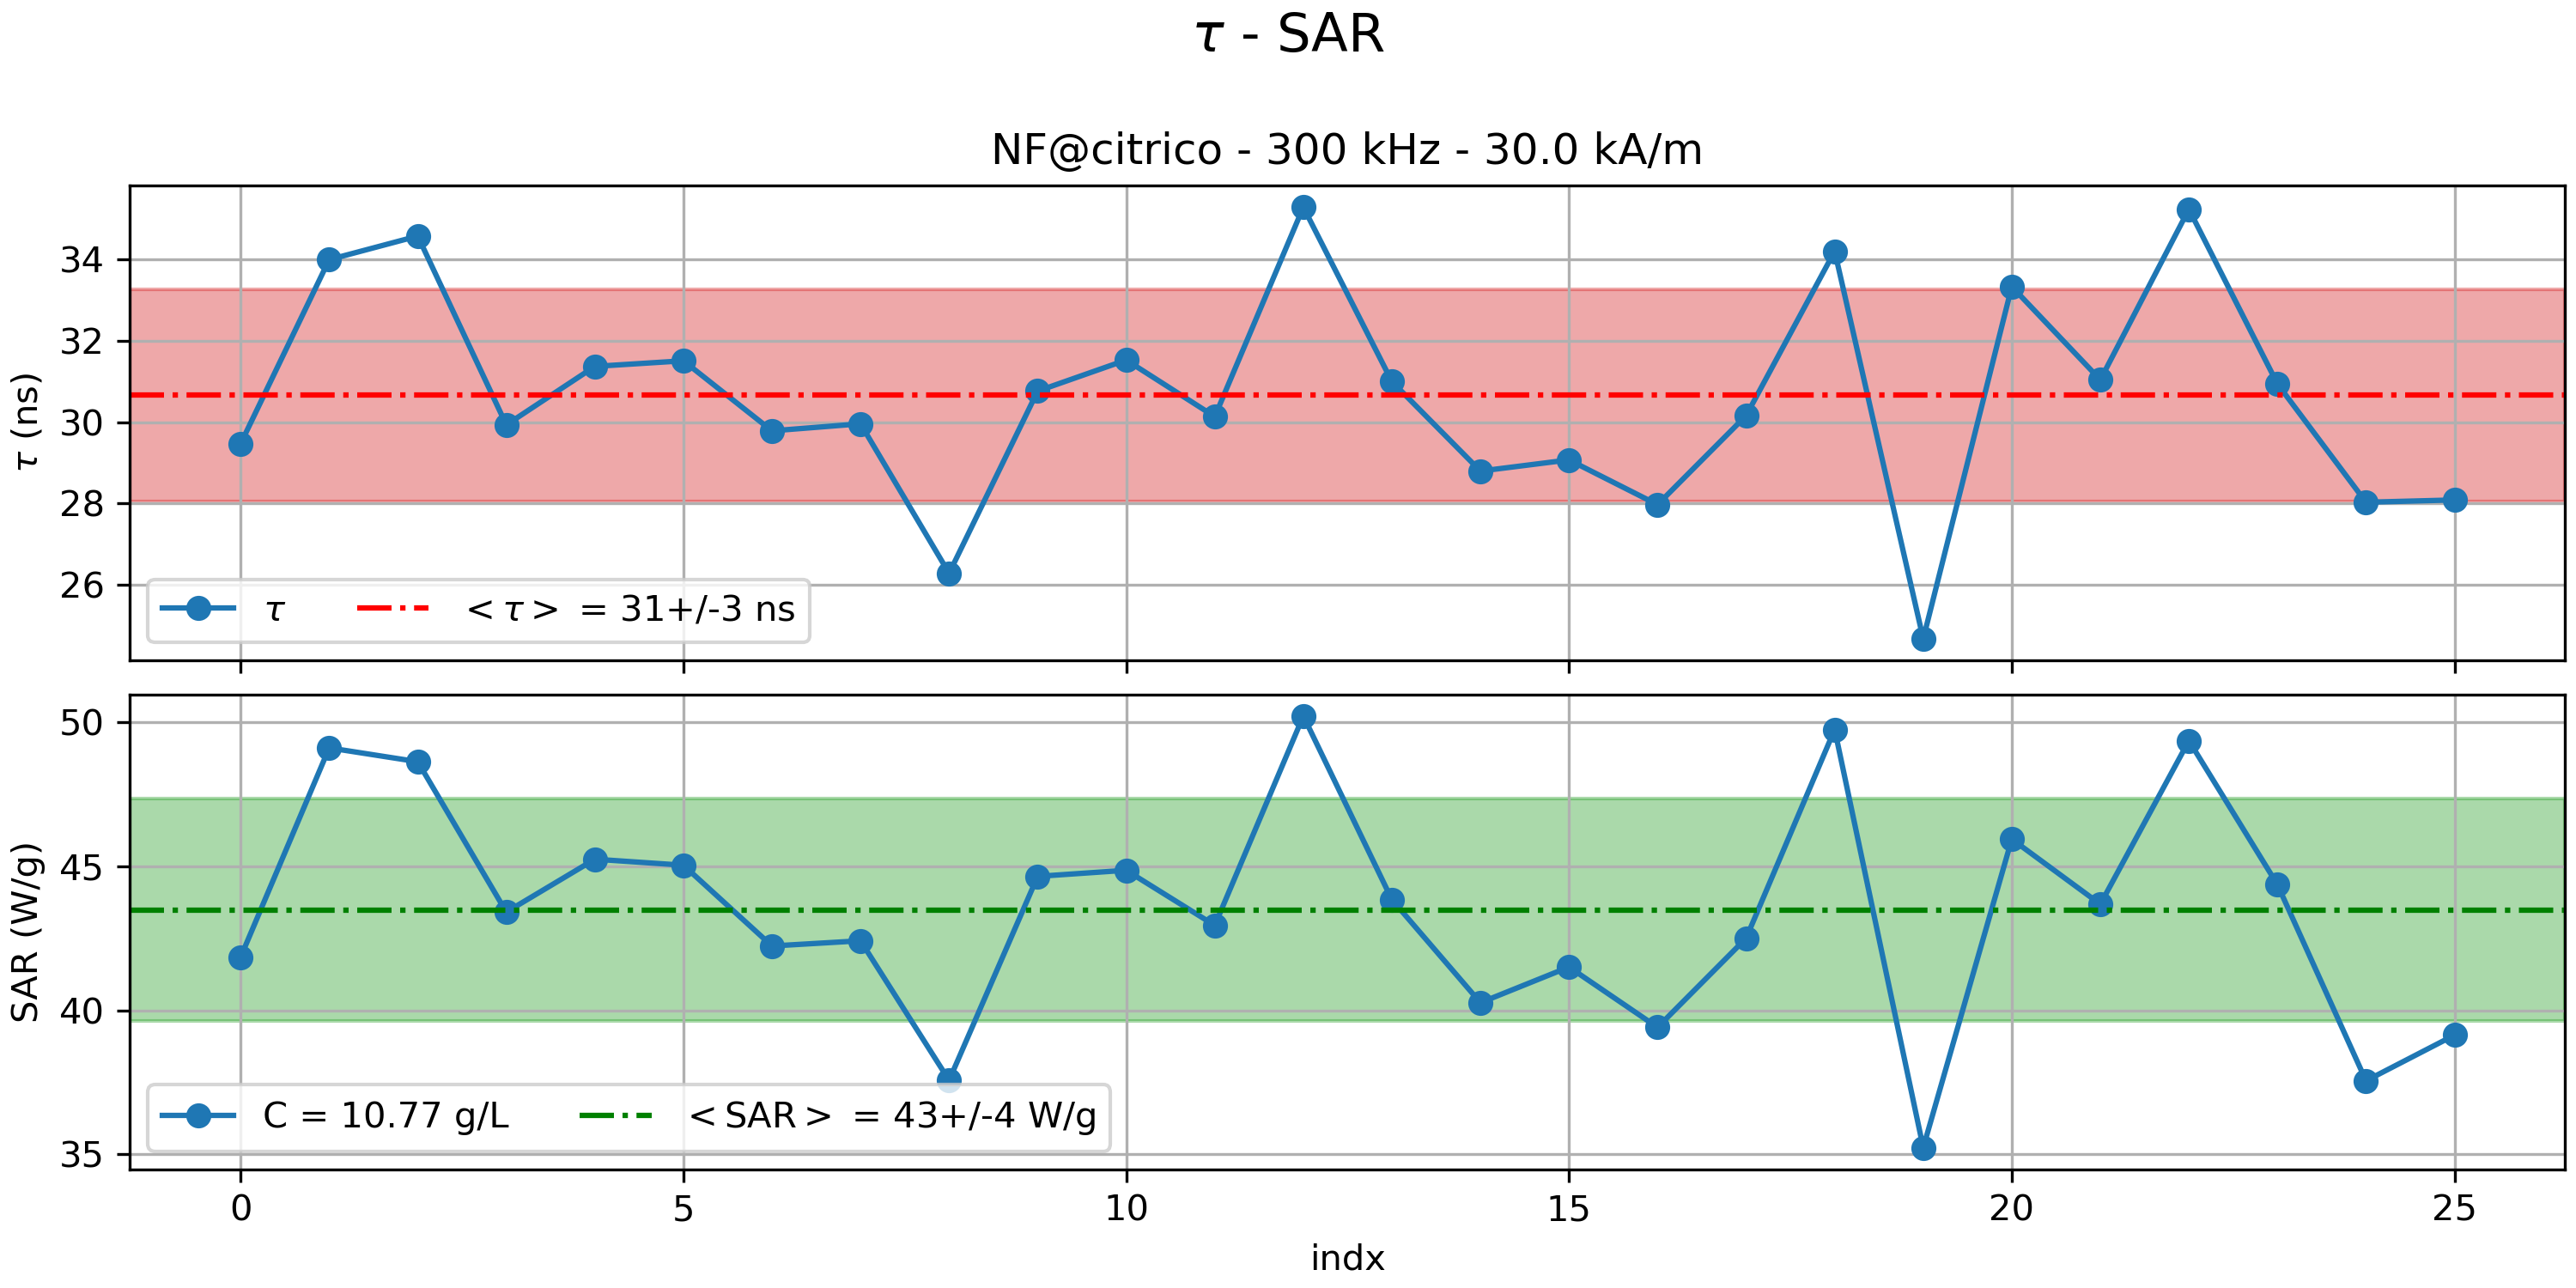 τ - SAR
NF@citrico - 300 kHz - 30.0 kA/m
34
32
30
28
26
τ (ns)
τ
<τ> = 31+/-3 ns
50
45
40
35
SAR (W/g)
C = 10.77 g/L
<SAR> = 43+/-4 W/g
0 5 10 15 20 25
indx